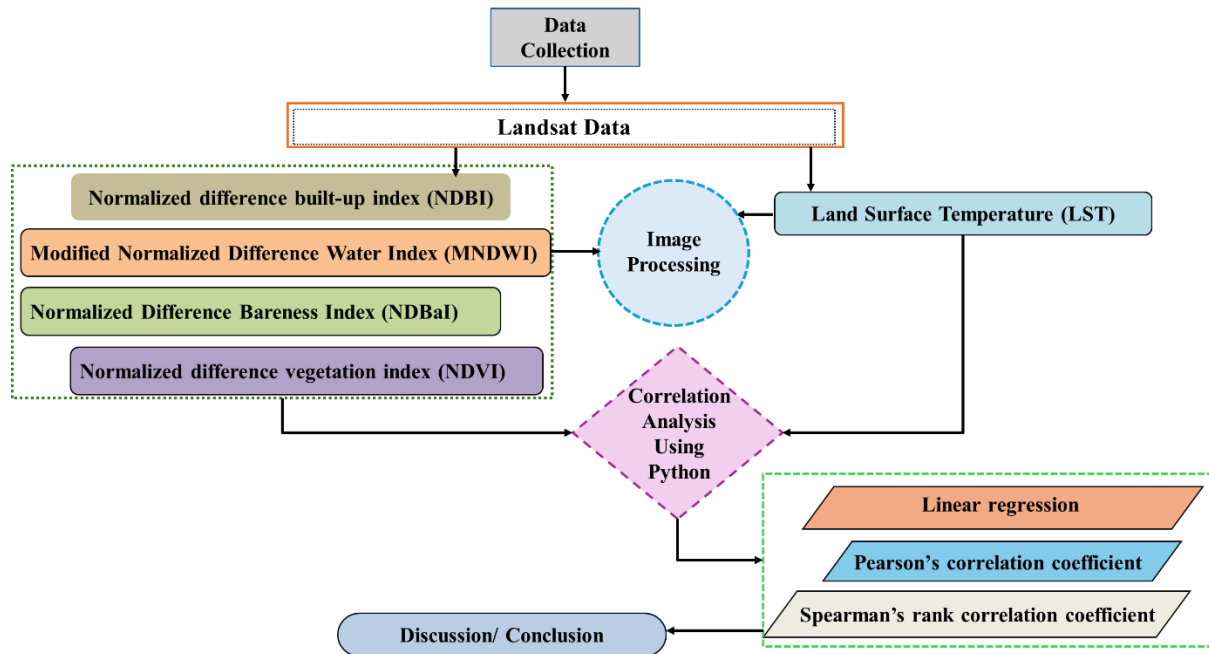 Data
Collection
Landsat Data
Normalized difference built-up index (NDBI)
Modified Normalized Difference Water Index (MNDWI)
Normalized Difference Bareness Index (NDBaI)
Normalized difference vegetation index (NDVI)
Image
Processing
Land Surface Temperature (LST)
Correlation
Analysis
Using
Python
Linear regression
Pearson’s correlation coefficient
Spearman’s rank correlation coefficient
Discussion/ Conclusion